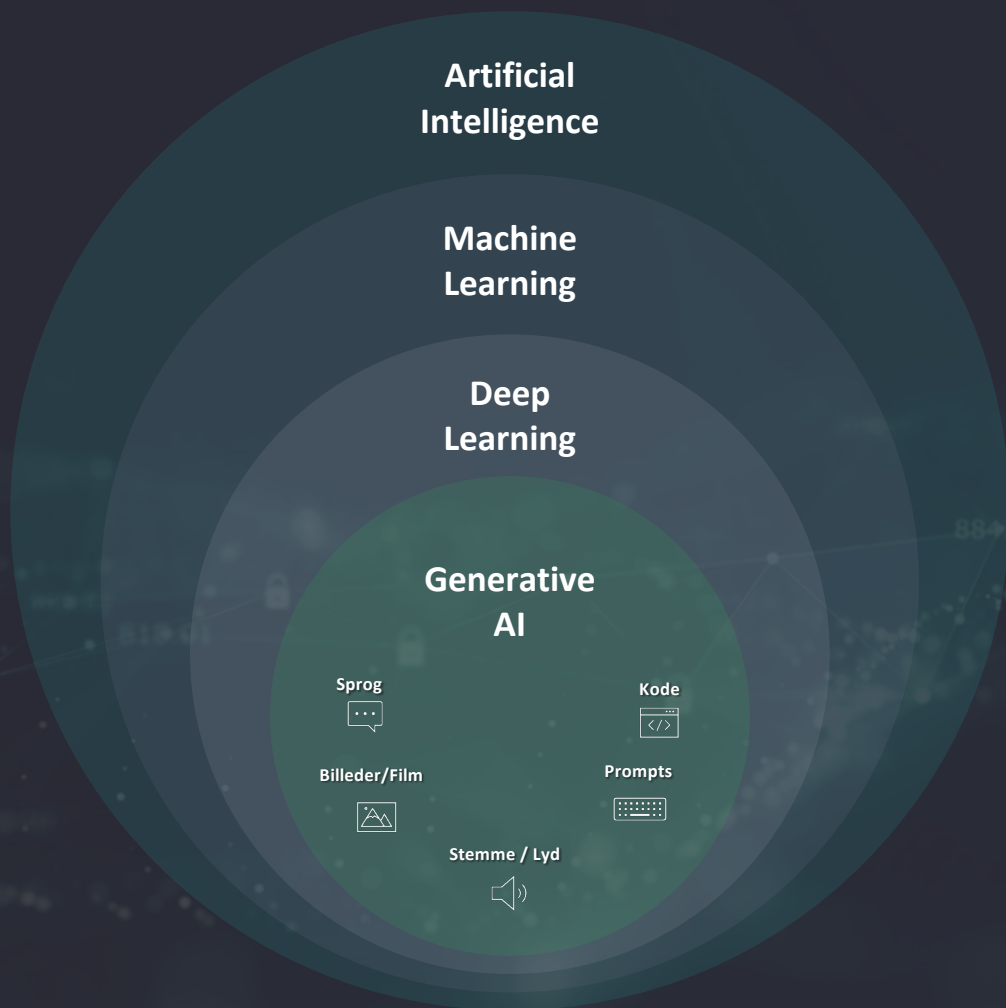 Artificial
Intelligence
Machine
Learning
Deep
Learning
Generative
AI
Sprog
Kode
Billeder/Film
Prompts
Stemme / Lyd